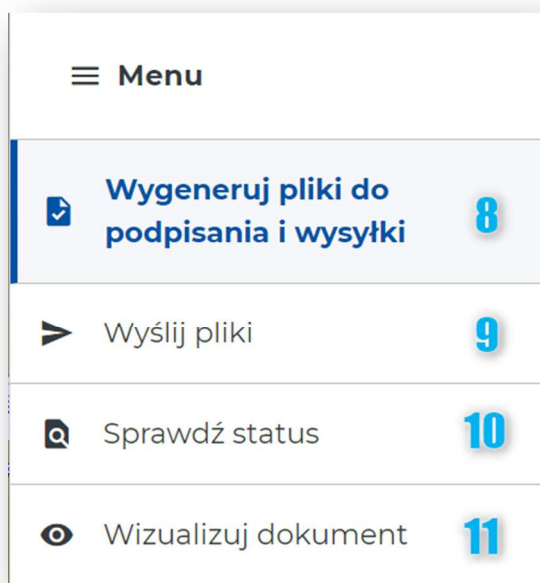 Menu
Wygeneruj pliki do
podpisania i wysyłki
8
Wyślij pliki
9
Sprawdź status
10
Wizualizuj dokument
11